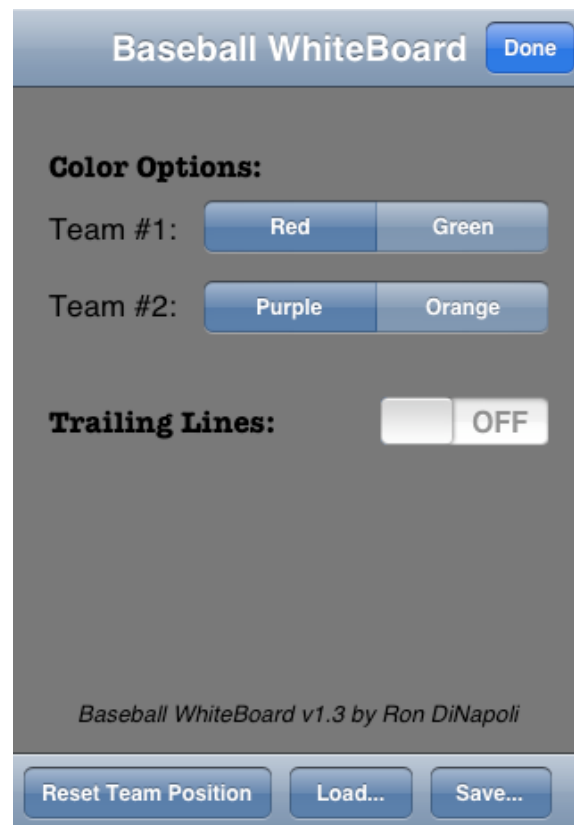 Baseball WhiteBoard Done
Color Options:
Team #1: Red Green
Team #2: Purple Orange
Trailing Lines: OFF
Baseball WhiteBoard v1.3 by Ron DiNapoli
Reset Team Position Load... Save...